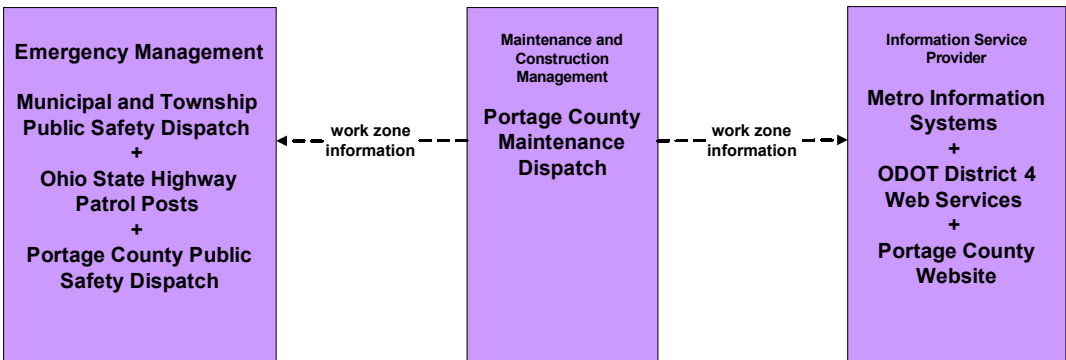 Emergency Management
Municipal and Township
Public Safety Dispatch
+
Ohio State Highway
Patrol Posts
+
Portage County Public
Safety Dispatch
work zone
information
Maintenance and
Construction
Management
Portage County
Maintenance
Dispatch
work zone
information
Information Service
Provider
Metro Information
Systems
+
ODOT District 4
Web Services
+
Portage County
Website